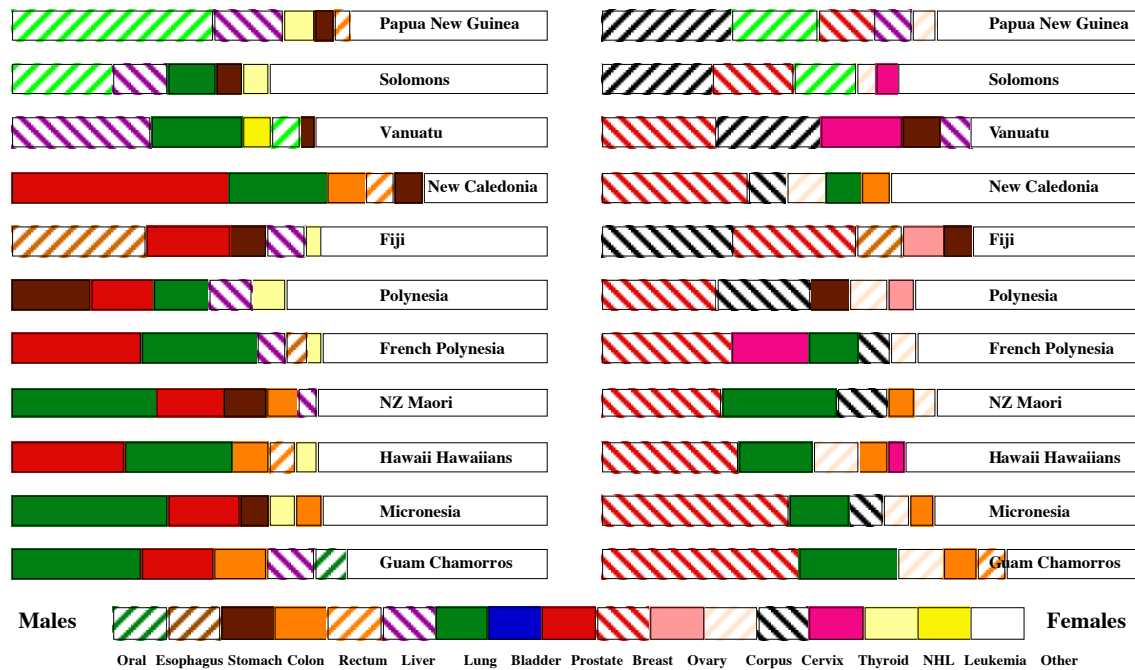 Papua New Guinea Papua New Guinea
Solomons Solomons
Vanuatu Vanuatu
New Caledonia New Caledonia
Fiji Fiji
Polynesia Polynesia
French Polynesia French Polynesia
NZ Maori NZ Maori
Hawaii Hawaiians Hawaii Hawaiians
Micronesia Micronesia
Guam Chamorros Guam Chamorros
Males Females
Oral Esophagus Stomach Colon Rectum Liver Lung Bladder Prostate Breast Ovary Corpus Cervix Thyroid NHL Leukemia Other